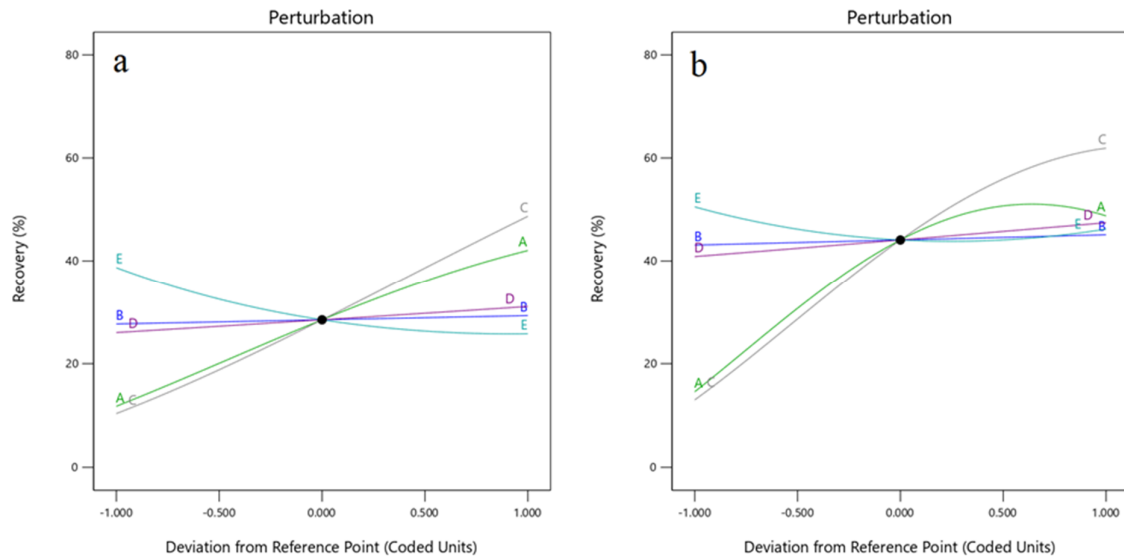 Perturbation
a
80
60
40
20
0
Recovery (%)
E
B
D
A
C
C
A
D
B
E
-1.000
-0.500
0.000
0.500
1.000
Deviation from Reference Point (Coded Units)
Perturbation
b
80
60
40
20
0
Recovery (%)
E
B
D
A
C
C
A
D
E
B
-1.000
-0.500
0.000
0.500
1.000
Deviation from Reference Point (Coded Units)